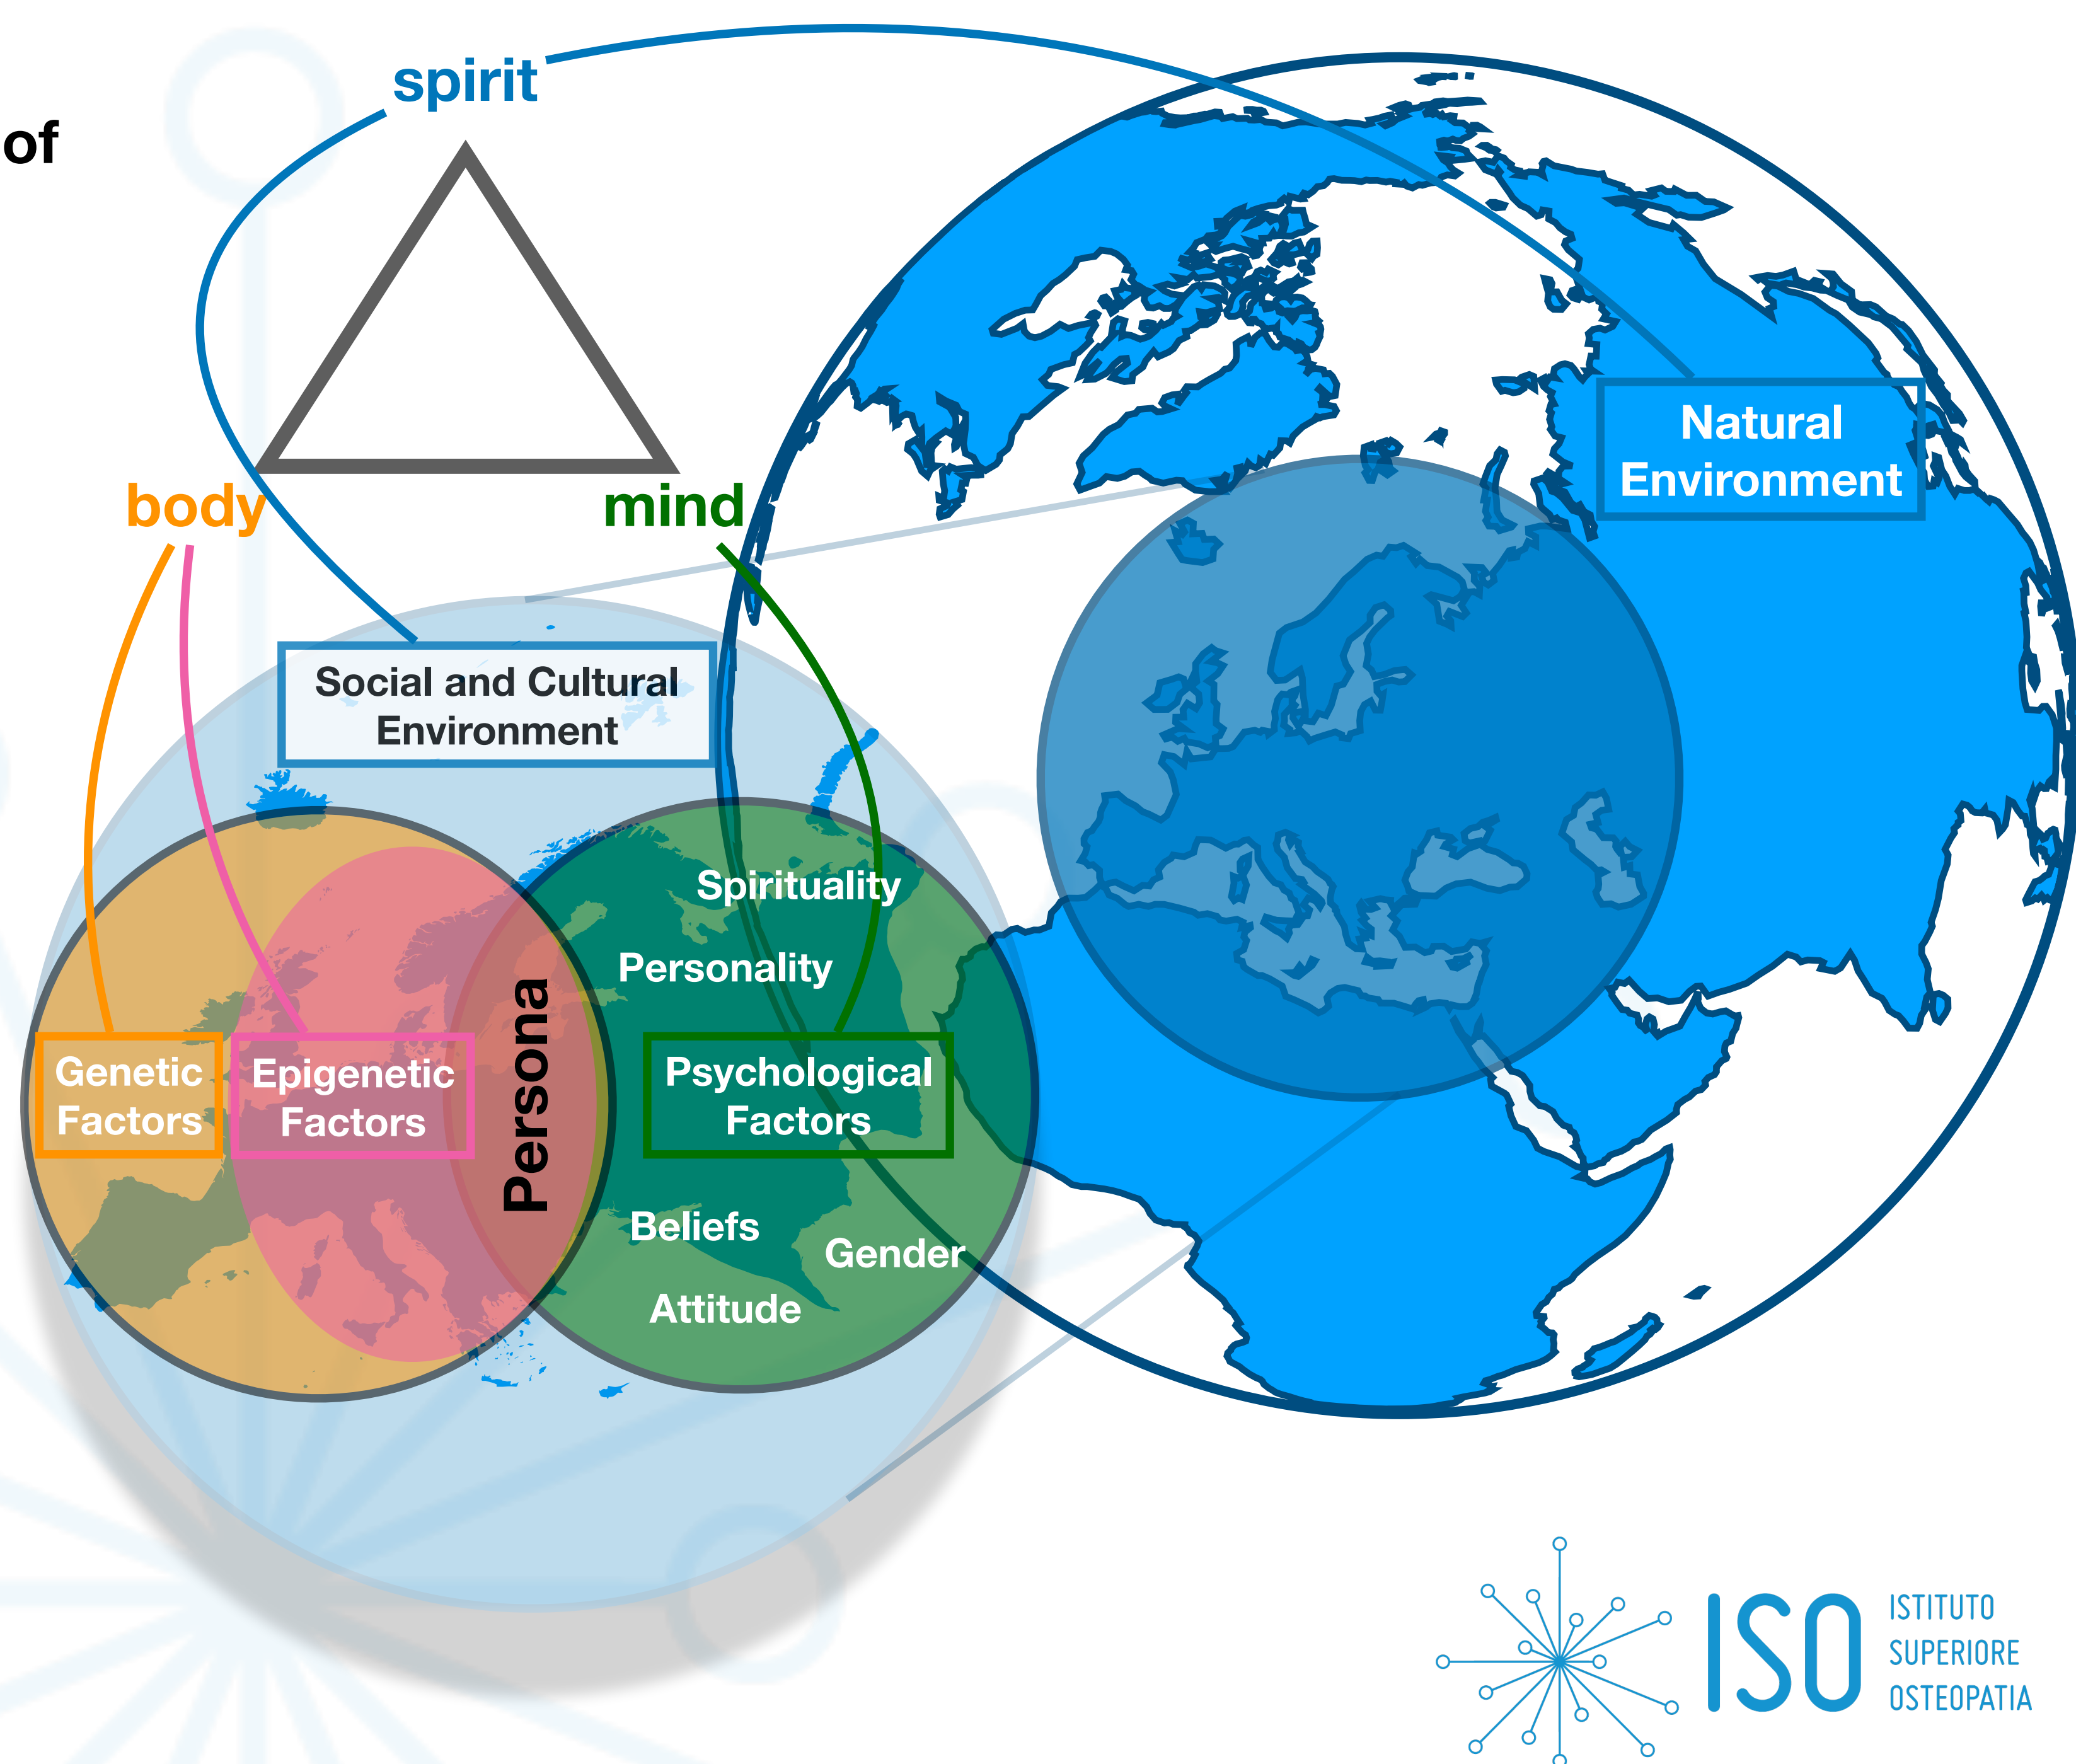 spirit
of
body
mind
Natural
Environment
Social and Cultural
Environment
Spirituality
Personality
Persona
Genetic
Factors
Epigenetic
Factors
Psychological
Factors
Beliefs
Gender
Attitude
ISO
ISTITUTO
SUPERIORE
OSTEOPATIA